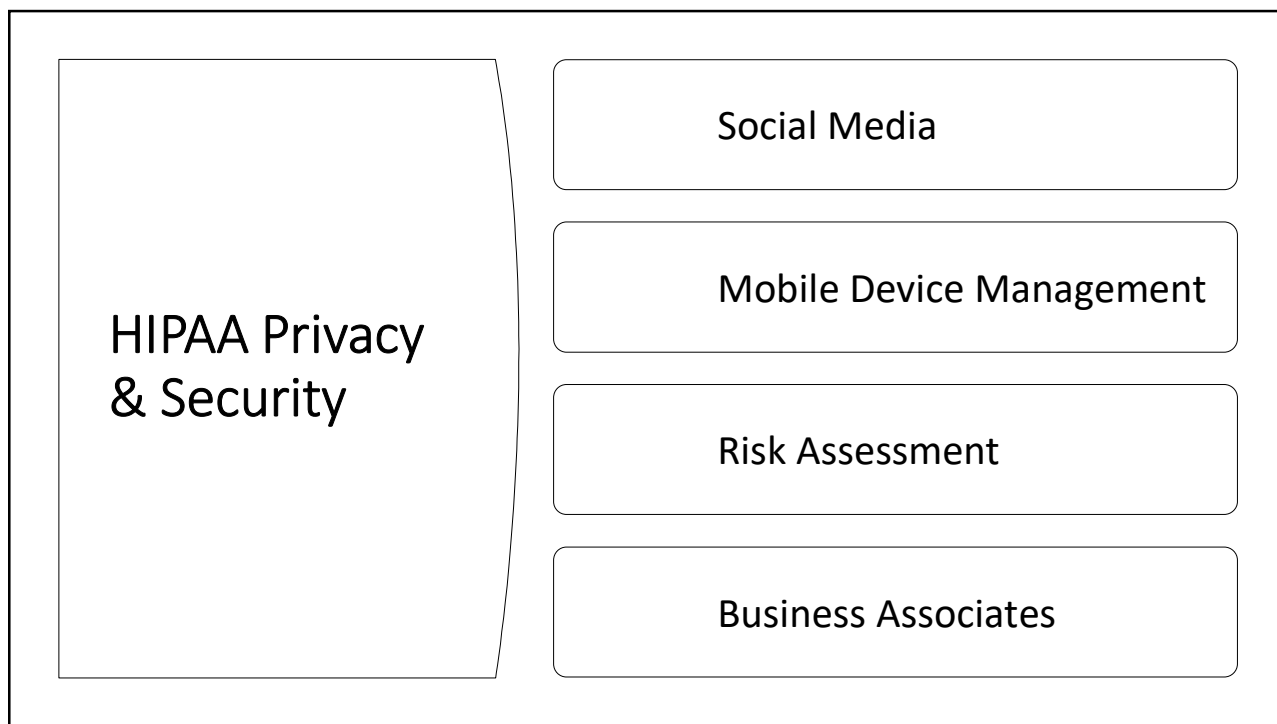 HIPAA Privacy
& Security
Social Media
Mobile Device Management
Risk Assessment
Business Associates